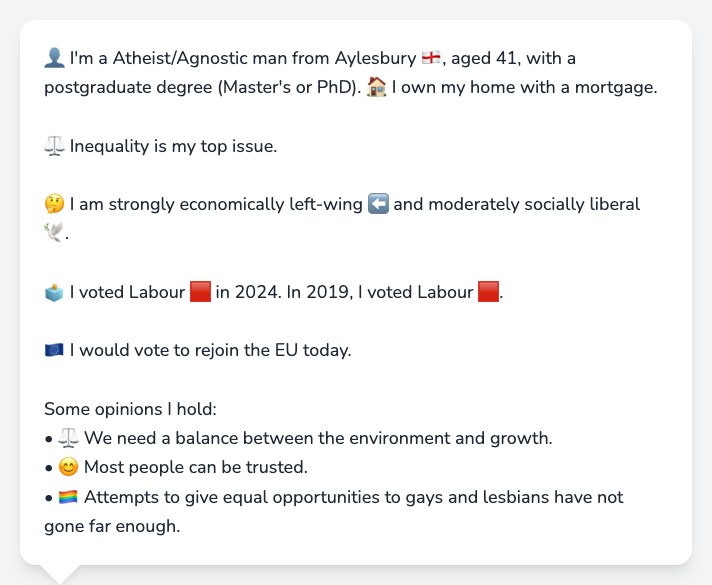 👤 I'm a Atheist/Agnostic man from Aylesbury 🏴󠁧󠁢󠁥󠁮󠁧󠁿, aged 41, with a
postgraduate degree (Master's or PhD). 🏠 I own my home with a mortgage.
⚖️ Inequality is my top issue.
🤔 I am strongly economically left-wing ⬅️ and moderately socially liberal
🕊️.
🗳️ I voted Labour 🟥 in 2024. In 2019, I voted Labour 🟥.
🇪🇺 I would vote to rejoin the EU today.
Some opinions I hold:
• ⚖️ We need a balance between the environment and growth.
• 😊 Most people can be trusted.
• 🏳️‍🌈 Attempts to give equal opportunities to gays and lesbians have not
gone far enough.